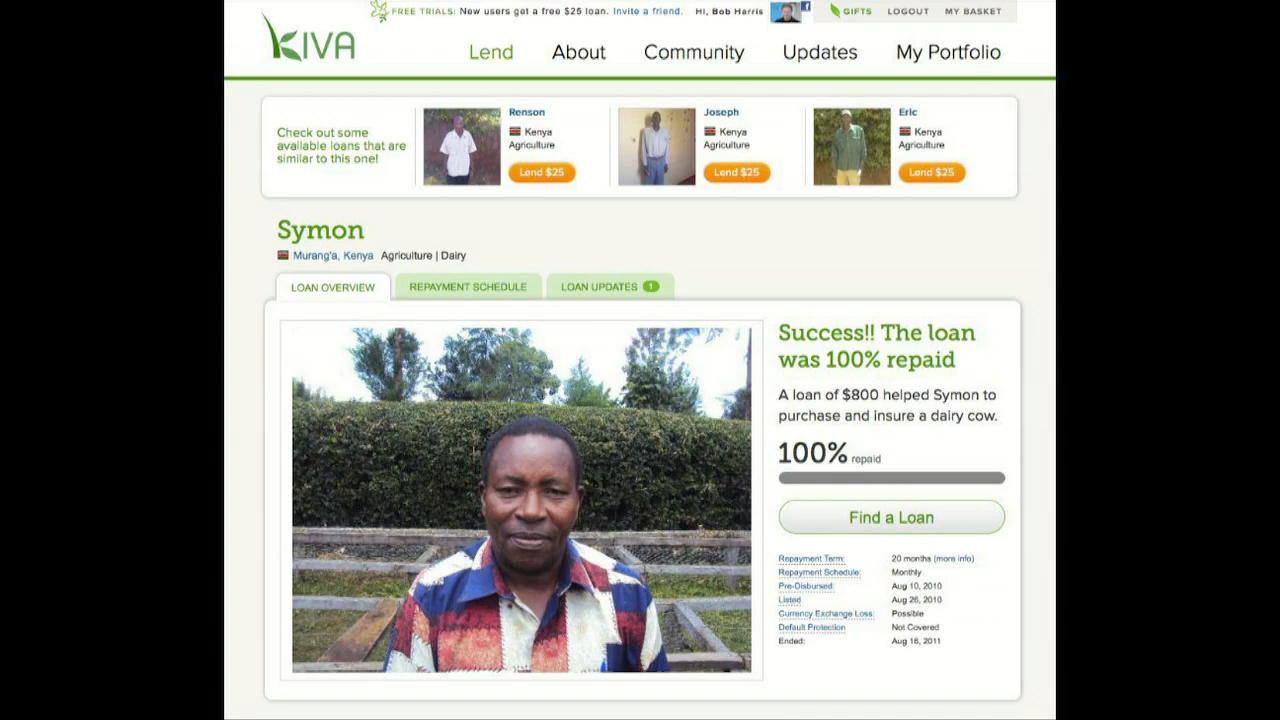 FREE TRIALS: New users get a free $25 loan. Invite a friend. Hi, Bob Harris GIFTS LOGOUT MY BASKET
KIVA
Lend About Community Updates My Portfolio
Check out some
available loans that are
similar to this one!
Renson
Kenya
Agriculture
Lend $25
Joseph
Kenya
Agriculture
Lend $25
Eric
Kenya
Agriculture
Lend $25
Symon
Murang'a, Kenya Agriculture | Dairy
LOAN OVERVIEW REPAYMENT SCHEDULE LOAN UPDATES 1
Success!! The loan
was 100% repaid
A loan of $800 helped Symon to
purchase and insure a dairy cow.
100% repaid
Find a Loan
Repayment Term: 20 months (more info)
Repayment Schedule: Monthly
Pre-Disbursed: Aug 10, 2010
Listed Aug 26, 2010
Currency Exchange Loss: Possible
Default Protection Not Covered
Ended: Aug 16, 2011